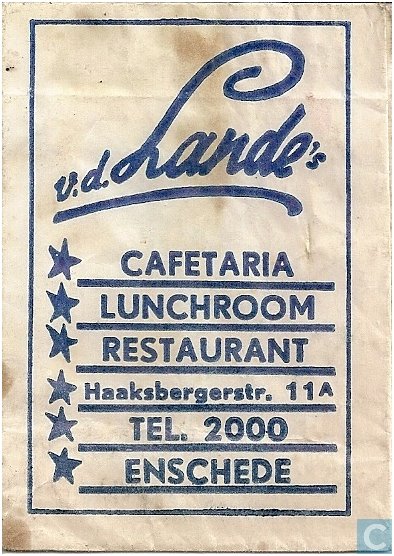 v.d. Lande's
CAFETARIA
LUNCHROOM
RESTAURANT
Haaksbergerstr. 11A
TEL. 2000
ENSCHEDE
C